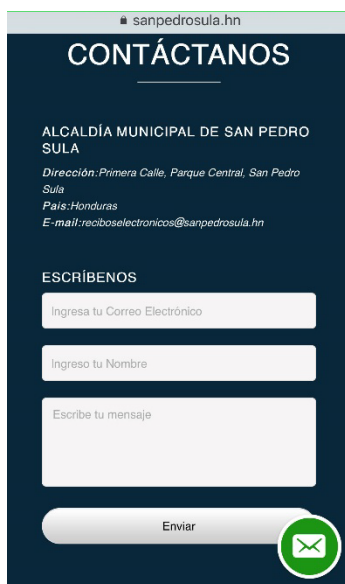 sanpedrosula.hn
CONTÁCTANOS
ALCALDÍA MUNICIPAL DE SAN PEDRO
SULA
Dirección:Primera Calle, Parque Central, San Pedro
Sula
Pais:Honduras
E-mail:reciboselectronicos@sanpedrosula.hn
ESCRÍBENOS
Ingresa tu Correo Electrónico
Ingreso tu Nombre
Escribe tu mensaje
Enviar